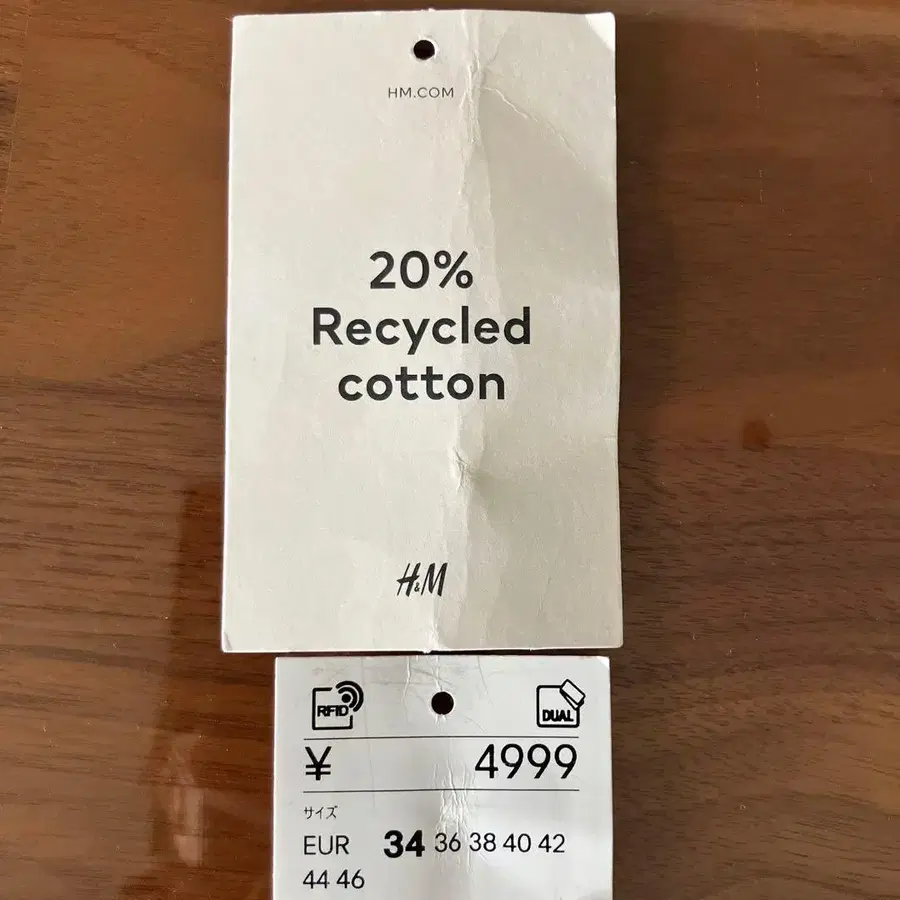 HM.COM
20%
Recycled
cotton
H&M
RFID
DUAL
¥ 4999
サイズ
EUR 34 36 38 40 42
44 46